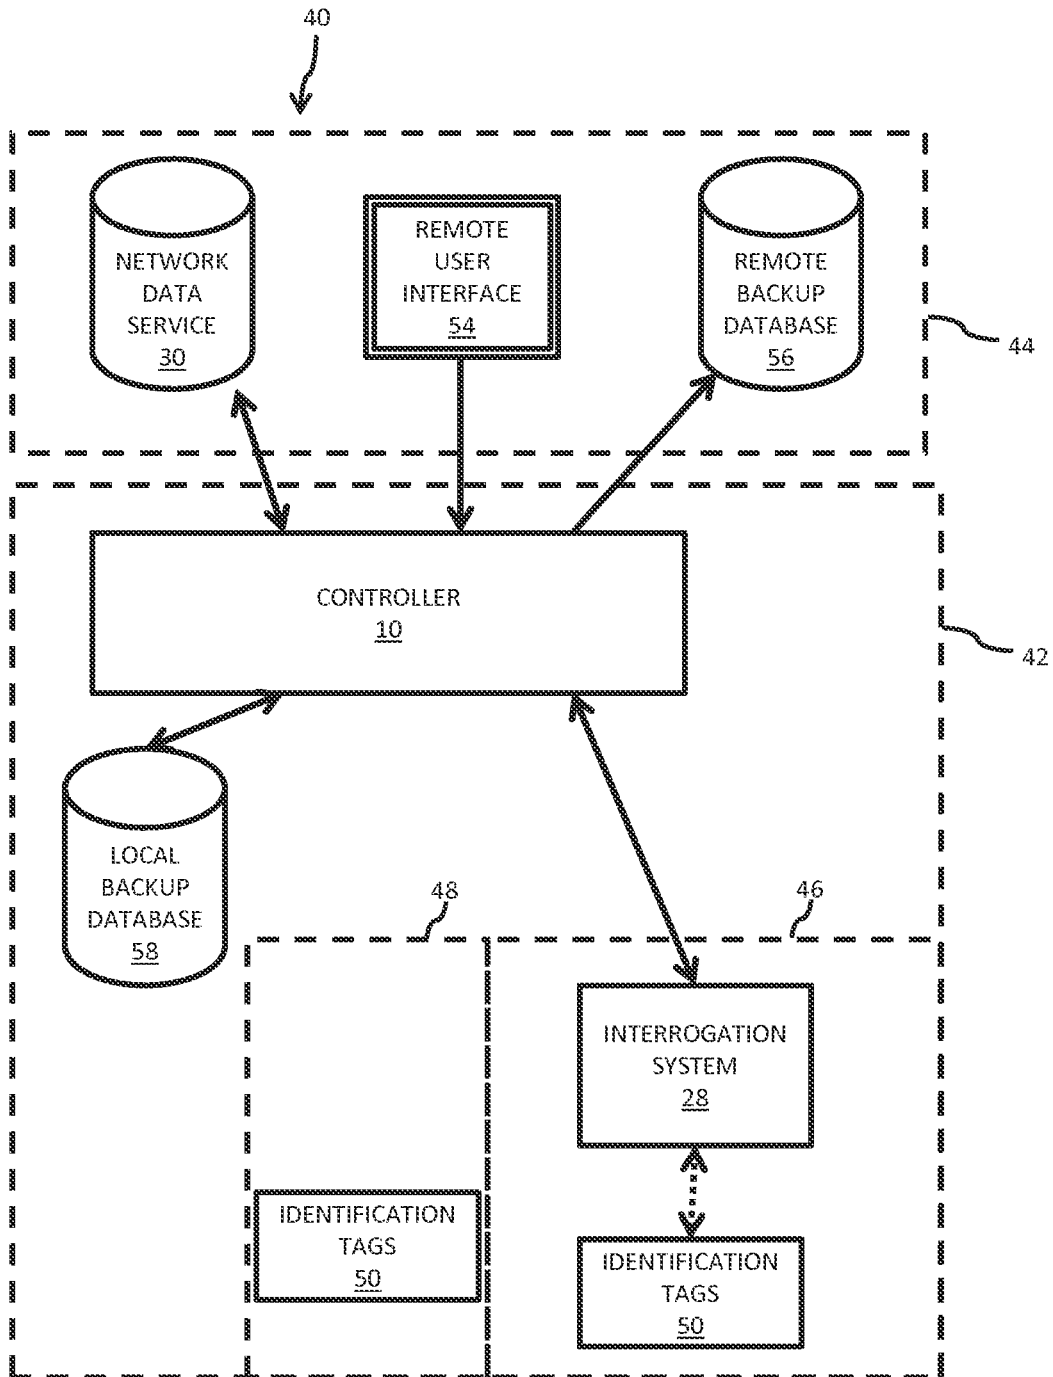 40
NETWORK
DATA
SERVICE
30
REMOTE
USER
INTERFACE
54
REMOTE
BACKUP
DATABASE
56
44
CONTROLLER
10
42
LOCAL
BACKUP
DATABASE
58
48
46
INTERROGATION
SYSTEM
28
IDENTIFICATION
TAGS
50
IDENTIFICATION
TAGS
50